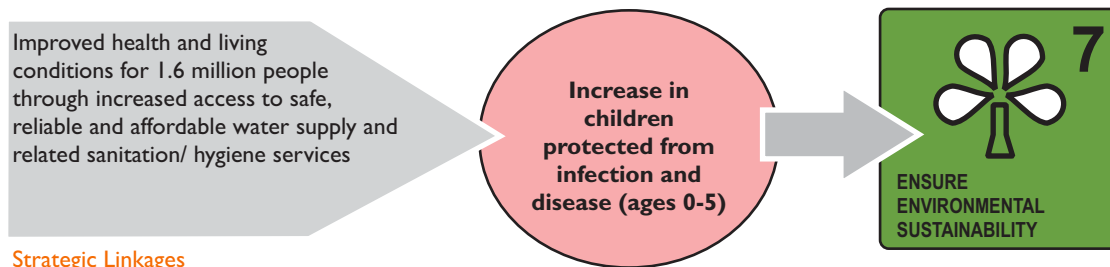 Improved health and living
conditions for 1.6 million people
through increased access to safe,
reliable and affordable water supply and
related sanitation/ hygiene services
Increase in
children
protected from
infection and
disease (ages 0-5)
7
ENSURE
ENVIRONMENTAL
SUSTAINABILITY
Strategic Linkages